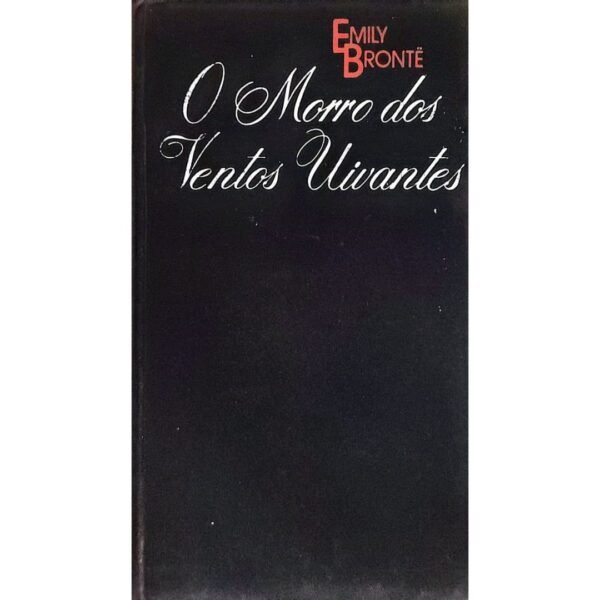 EMILY
BRONTË
O Morro dos
Ventos Uivantes